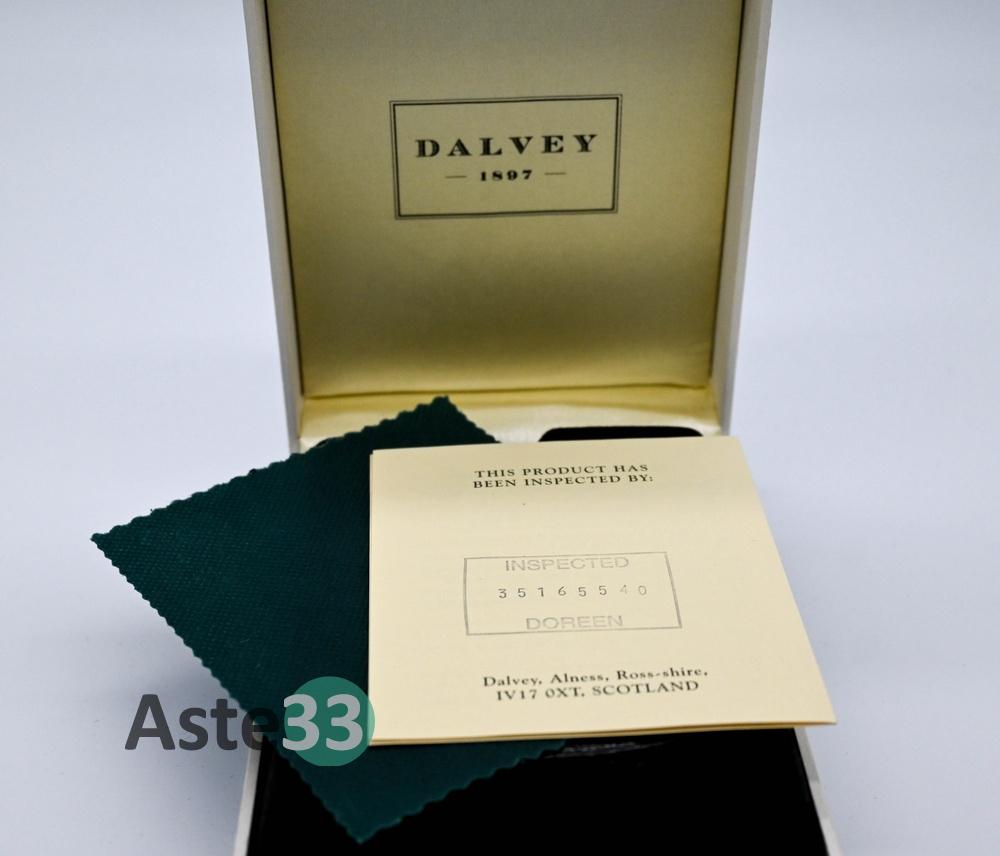 DALVEY
— 1897 —
THIS PRODUCT HAS
BEEN INSPECTED BY:
INSPECTED
35165540
DOREEN
Dalvey, Alness, Ross-shire,
IV17 0XT, SCOTLAND
Aste33